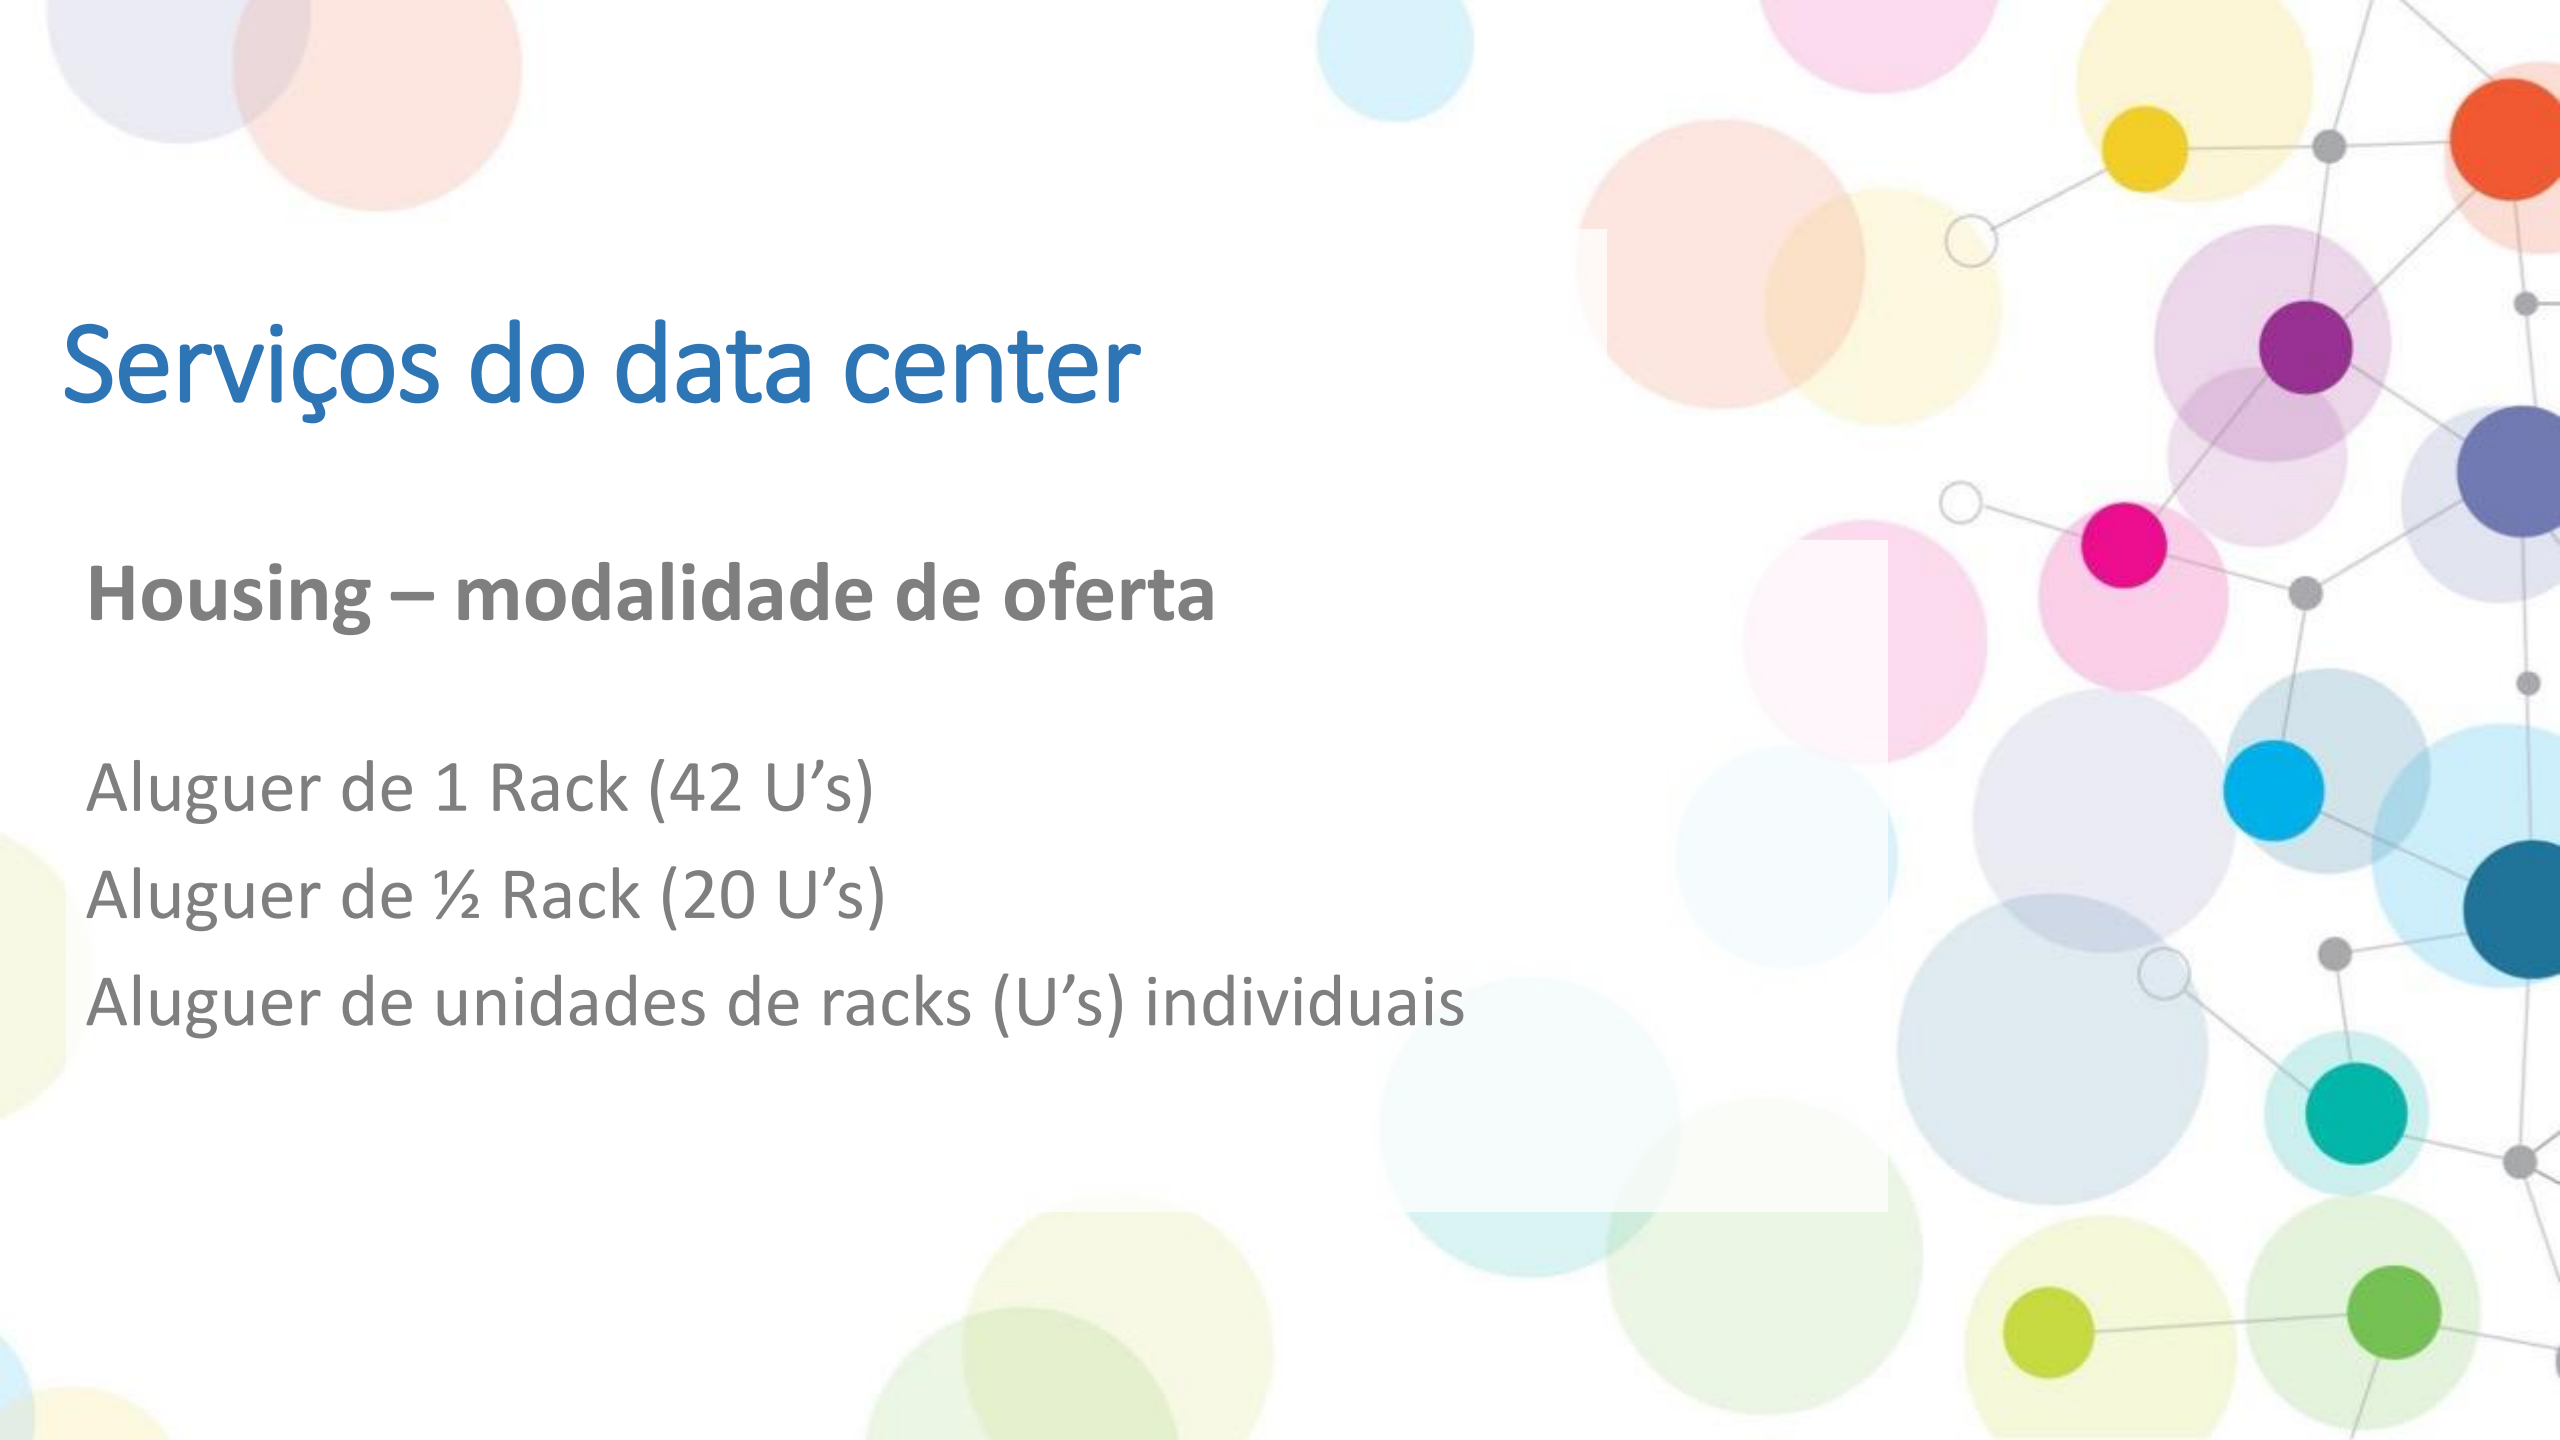 Serviços do data center
Housing – modalidade de oferta
Aluguer de 1 Rack (42 U’s)
Aluguer de ½ Rack (20 U’s)
Aluguer de unidades de racks (U’s) individuais